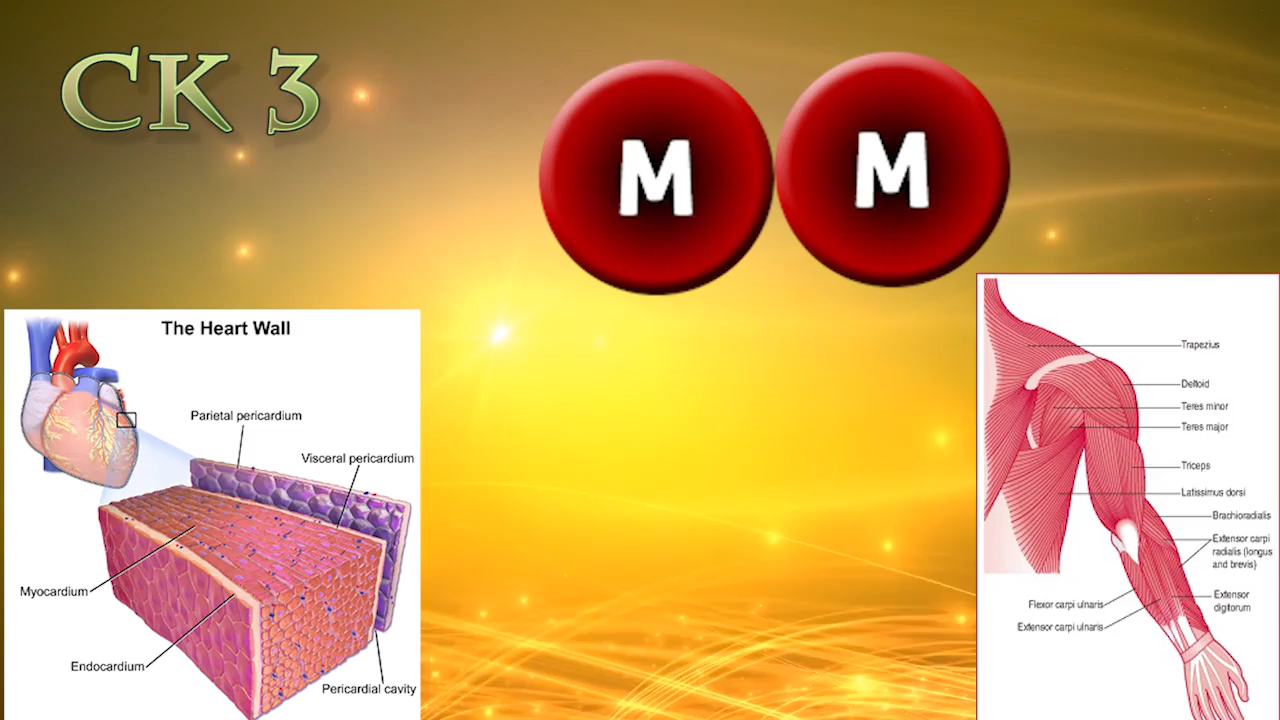 CK 3
M M
The Heart Wall
Parietal pericardium
Visceral pericardium
Myocardium
Endocardium
Pericardial cavity
Trapezius
Deltoid
Teres minor
Teres major
Triceps
Latissimus dorsi
Brachioradialis
Extensor carpi
radialis (longus
and brevis)
Extensor
digitorum
Flexor carpi ulnaris
Extensor carpi ulnaris